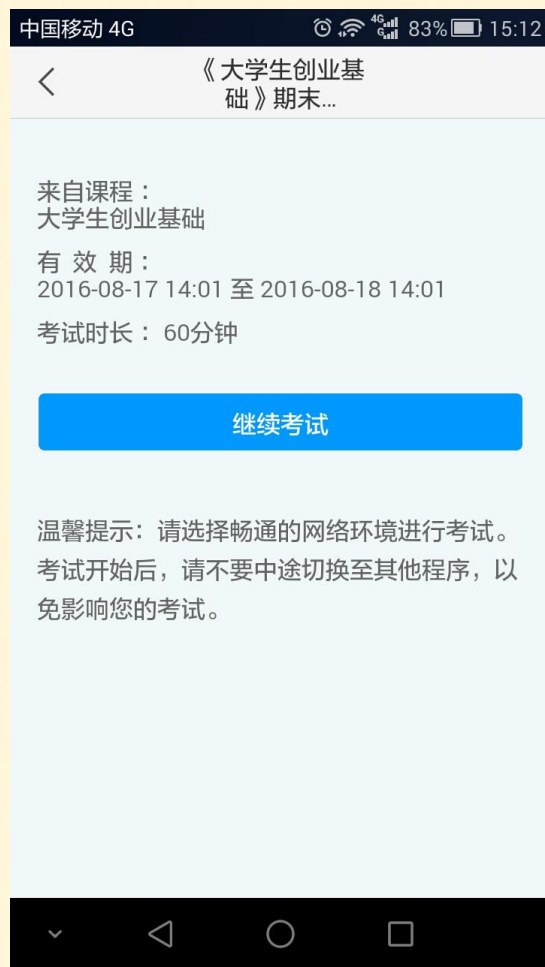 中国移动 4G 4G G 83% 15:12
《大学生创业基
础》期末...
来自课程：
大学生创业基础
有 效 期：
2016-08-17 14:01 至 2016-08-18 14:01
考试时长： 60分钟
继续考试
温馨提示：请选择畅通的网络环境进行考试。
考试开始后，请不要中途切换至其他程序，以
免影响您的考试。